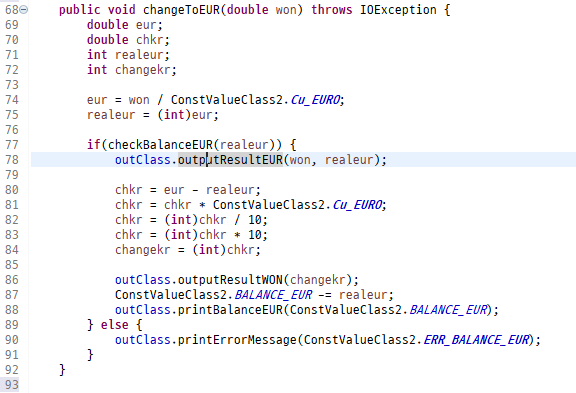 68 public void changeToEUR(double won) throws IOException {
69 double eur;
70 double chkr;
71 int realeur;
72 int changekr;
73
74 eur = won / ConstValueClass2.Cu_EURO;
75 realeur = (int)eur;
76
77 if(checkBalanceEUR(realeur)) {
78 outClass.outputResultEUR(won, realeur);
79
80 chkr = eur - realeur;
81 chkr = chkr * ConstValueClass2.Cu_EURO;
82 chkr = (int)chkr / 10;
83 chkr = (int)chkr * 10;
84 changekr = (int)chkr;
85
86 outClass.outputResultWON(changekr);
87 ConstValueClass2.BALANCE_EUR -= realeur;
88 outClass.printBalanceEUR(ConstValueClass2.BALANCE_EUR);
89 } else {
90 outClass.printErrorMessage(ConstValueClass2.ERR_BALANCE_EUR);
91 }
92 }
93